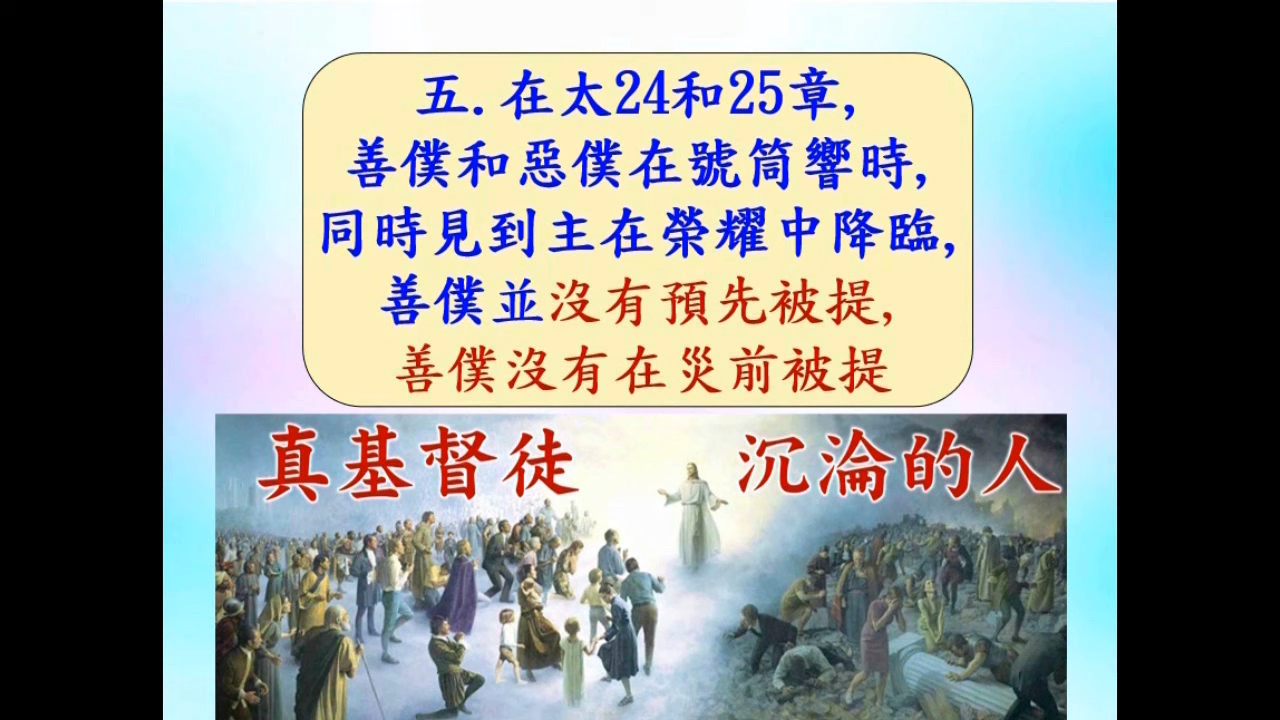 五.在太24和25章,
善僕和惡僕在號筒響時,
同時見到主在榮耀中降臨,
善僕並沒有預先被提,
善僕沒有在災前被提
真基督徒 沉淪的人